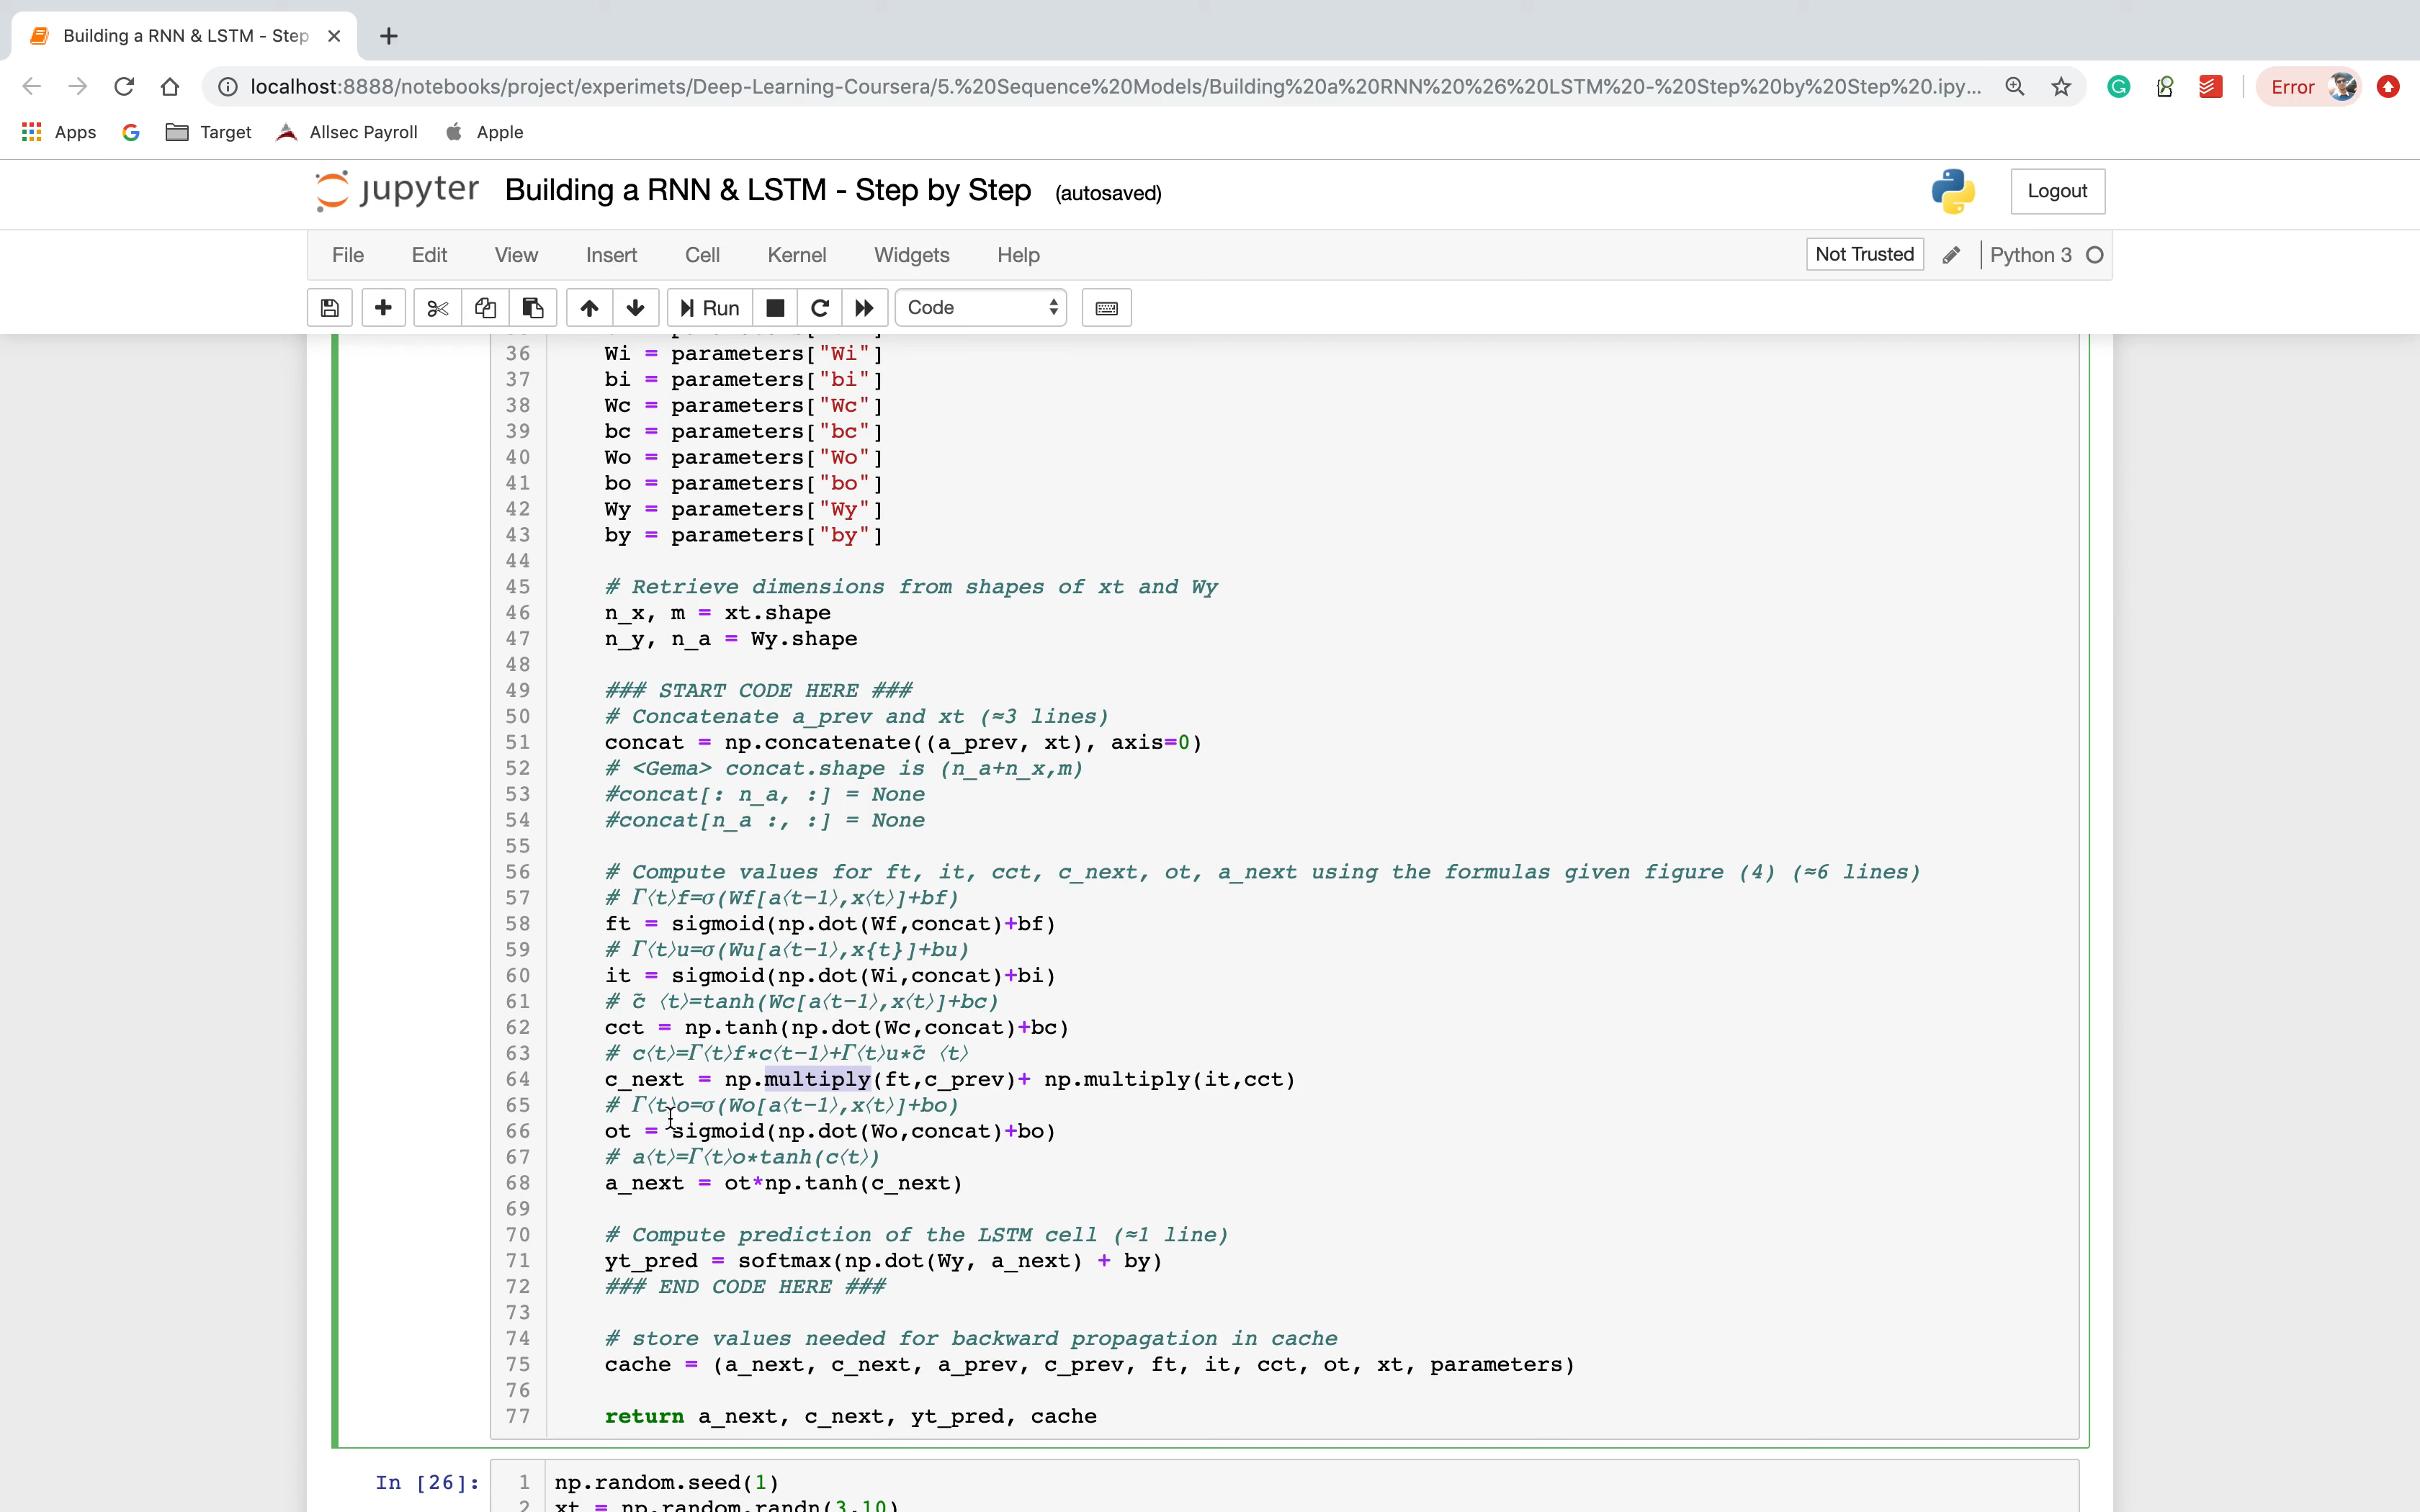 Building a RNN & LSTM - Step
localhost:8888/notebooks/project/experimets/Deep-Learning-Coursera/5.%20Sequence%20Models/Building%20a%20RNN%20%26%20LSTM%20-%20Step%20by%20Step%20.ipy...
Error
Apps
Target
Allsec Payroll
Apple
jupyter Building a RNN & LSTM - Step by Step (autosaved)
Logout
File Edit View Insert Cell Kernel Widgets Help
Not Trusted
Python 3
Run
Code
36 Wi = parameters["Wi"]
37 bi = parameters["bi"]
38 Wc = parameters["Wc"]
39 bc = parameters["bc"]
40 Wo = parameters["Wo"]
41 bo = parameters["bo"]
42 Wy = parameters["Wy"]
43 by = parameters["by"]
44
45 # Retrieve dimensions from shapes of xt and Wy
46 n_x, m = xt.shape
47 n_y, n_a = Wy.shape
48
49 ### START CODE HERE ###
50 # Concatenate a_prev and xt (≈3 lines)
51 concat = np.concatenate((a_prev, xt), axis=0)
52 # <Gema> concat.shape is (n_a+n_x,m)
53 #concat[: n_a, :] = None
54 #concat[n_a :, :] = None
55
56 # Compute values for ft, it, cct, c_next, ot, a_next using the formulas given figure (4) (≈6 lines)
57 # Γ⟨t⟩f=σ(Wf[a⟨t−1⟩,x⟨t⟩]+bf)
58 ft = sigmoid(np.dot(Wf,concat)+bf)
59 # Γ⟨t⟩u=σ(Wu[a⟨t−1⟩,x{t}]+bu)
60 it = sigmoid(np.dot(Wi,concat)+bi)
61 # c̃ ⟨t⟩=tanh(Wc[a⟨t−1⟩,x⟨t⟩]+bc)
62 cct = np.tanh(np.dot(Wc,concat)+bc)
63 # c⟨t⟩=Γ⟨t⟩f∗c⟨t−1⟩+Γ⟨t⟩u∗c̃ ⟨t⟩
64 c_next = np.multiply(ft,c_prev)+ np.multiply(it,cct)
65 # Γ⟨t⟩o=σ(Wo[a⟨t−1⟩,x⟨t⟩]+bo)
66 ot = sigmoid(np.dot(Wo,concat)+bo)
67 # a⟨t⟩=Γ⟨t⟩o∗tanh(c⟨t⟩)
68 a_next = ot*np.tanh(c_next)
69
70 # Compute prediction of the LSTM cell (≈1 line)
71 yt_pred = softmax(np.dot(Wy, a_next) + by)
72 ### END CODE HERE ###
73
74 # store values needed for backward propagation in cache
75 cache = (a_next, c_next, a_prev, c_prev, ft, it, cct, ot, xt, parameters)
76
77 return a_next, c_next, yt_pred, cache
In [26]: 1 np.random.seed(1)
2 xt = np.random.randn(3,10)